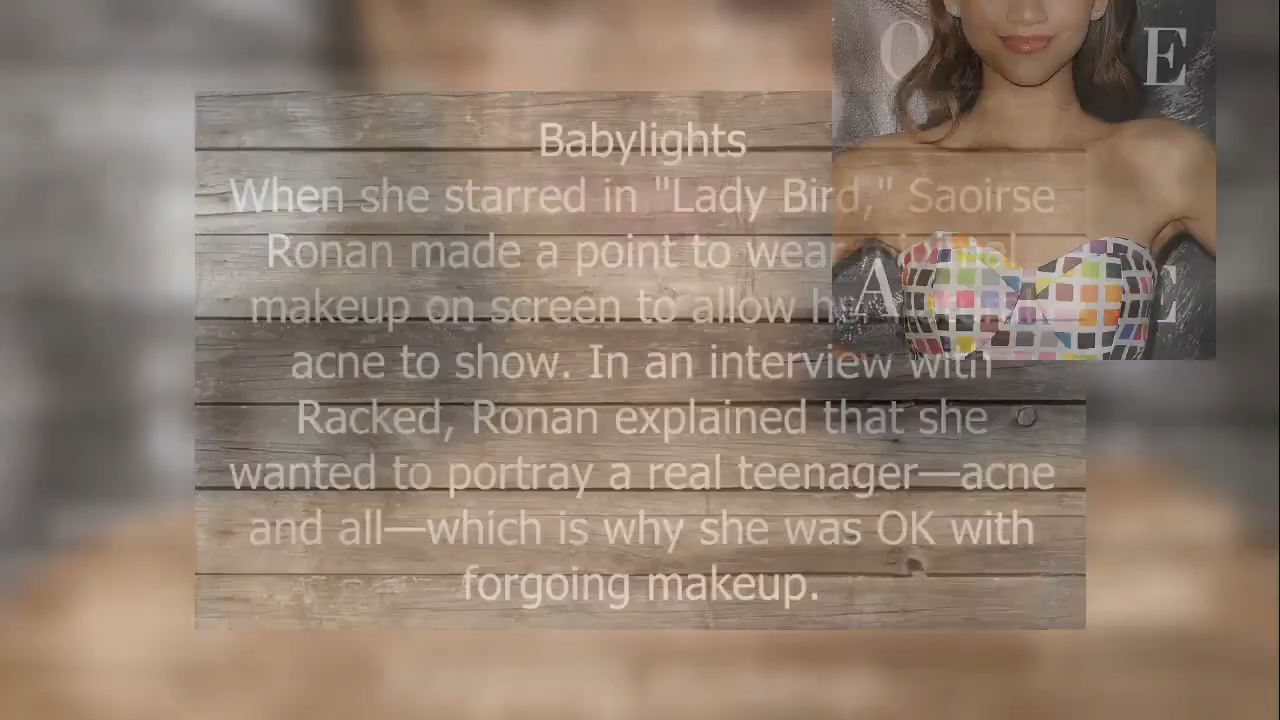 Babylights
When she starred in "Lady Bird," Saoirse
Ronan made a point to wear
makeup on screen to allow
acne to show. In an interview with
Racked, Ronan explained that she
wanted to portray a real teenager—acne
and all—which is why she was OK with
forgoing makeup.
O E
A E